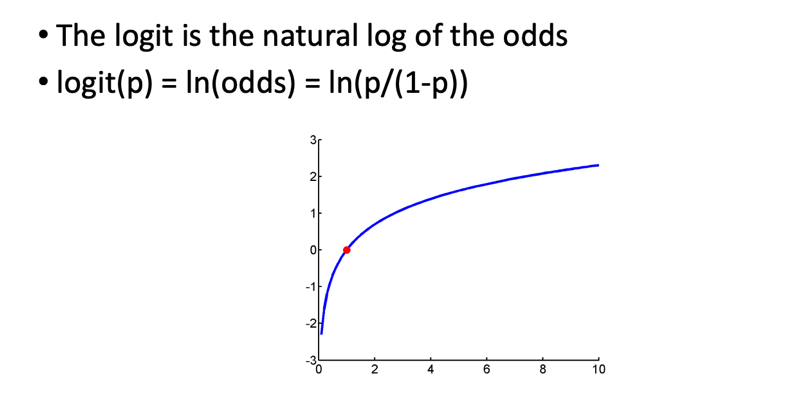 • The logit is the natural log of the odds
• logit(p) = ln(odds) = ln(p/(1-p))
3
2
1
0
-1
-2
-3
0 2 4 6 8 10